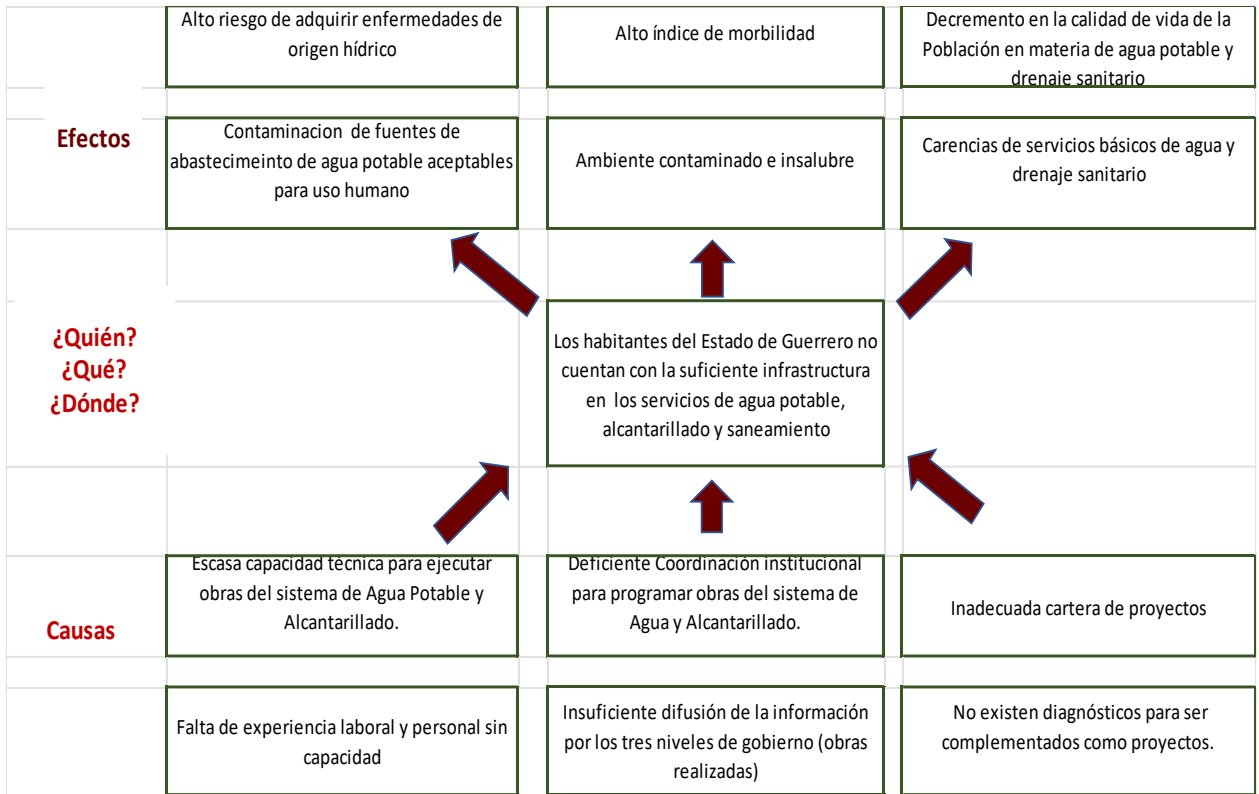 Alto riesgo de adquirir enfermedades de
origen hídrico
Alto índice de morbilidad
Decremento en la calidad de vida de la
Población en materia de agua potable y
drenaje sanitario
Efectos
Contaminacion de fuentes de
abastecimeinto de agua potable aceptables
para uso humano
Ambiente contaminado e insalubre
Carencias de servicios básicos de agua y
drenaje sanitario
¿Quién?
¿Qué?
¿Dónde?
Los habitantes del Estado de Guerrero no
cuentan con la suficiente infraestructura
en los servicios de agua potable,
alcantarillado y saneamiento
Causas
Escasa capacidad técnica para ejecutar
obras del sistema de Agua Potable y
Alcantarillado.
Deficiente Coordinación institucional
para programar obras del sistema de
Agua y Alcantarillado.
Inadecuada cartera de proyectos
Falta de experiencia laboral y personal sin
capacidad
Insuficiente difusión de la información
por los tres niveles de gobierno (obras
realizadas)
No existen diagnósticos para ser
complementados como proyectos.